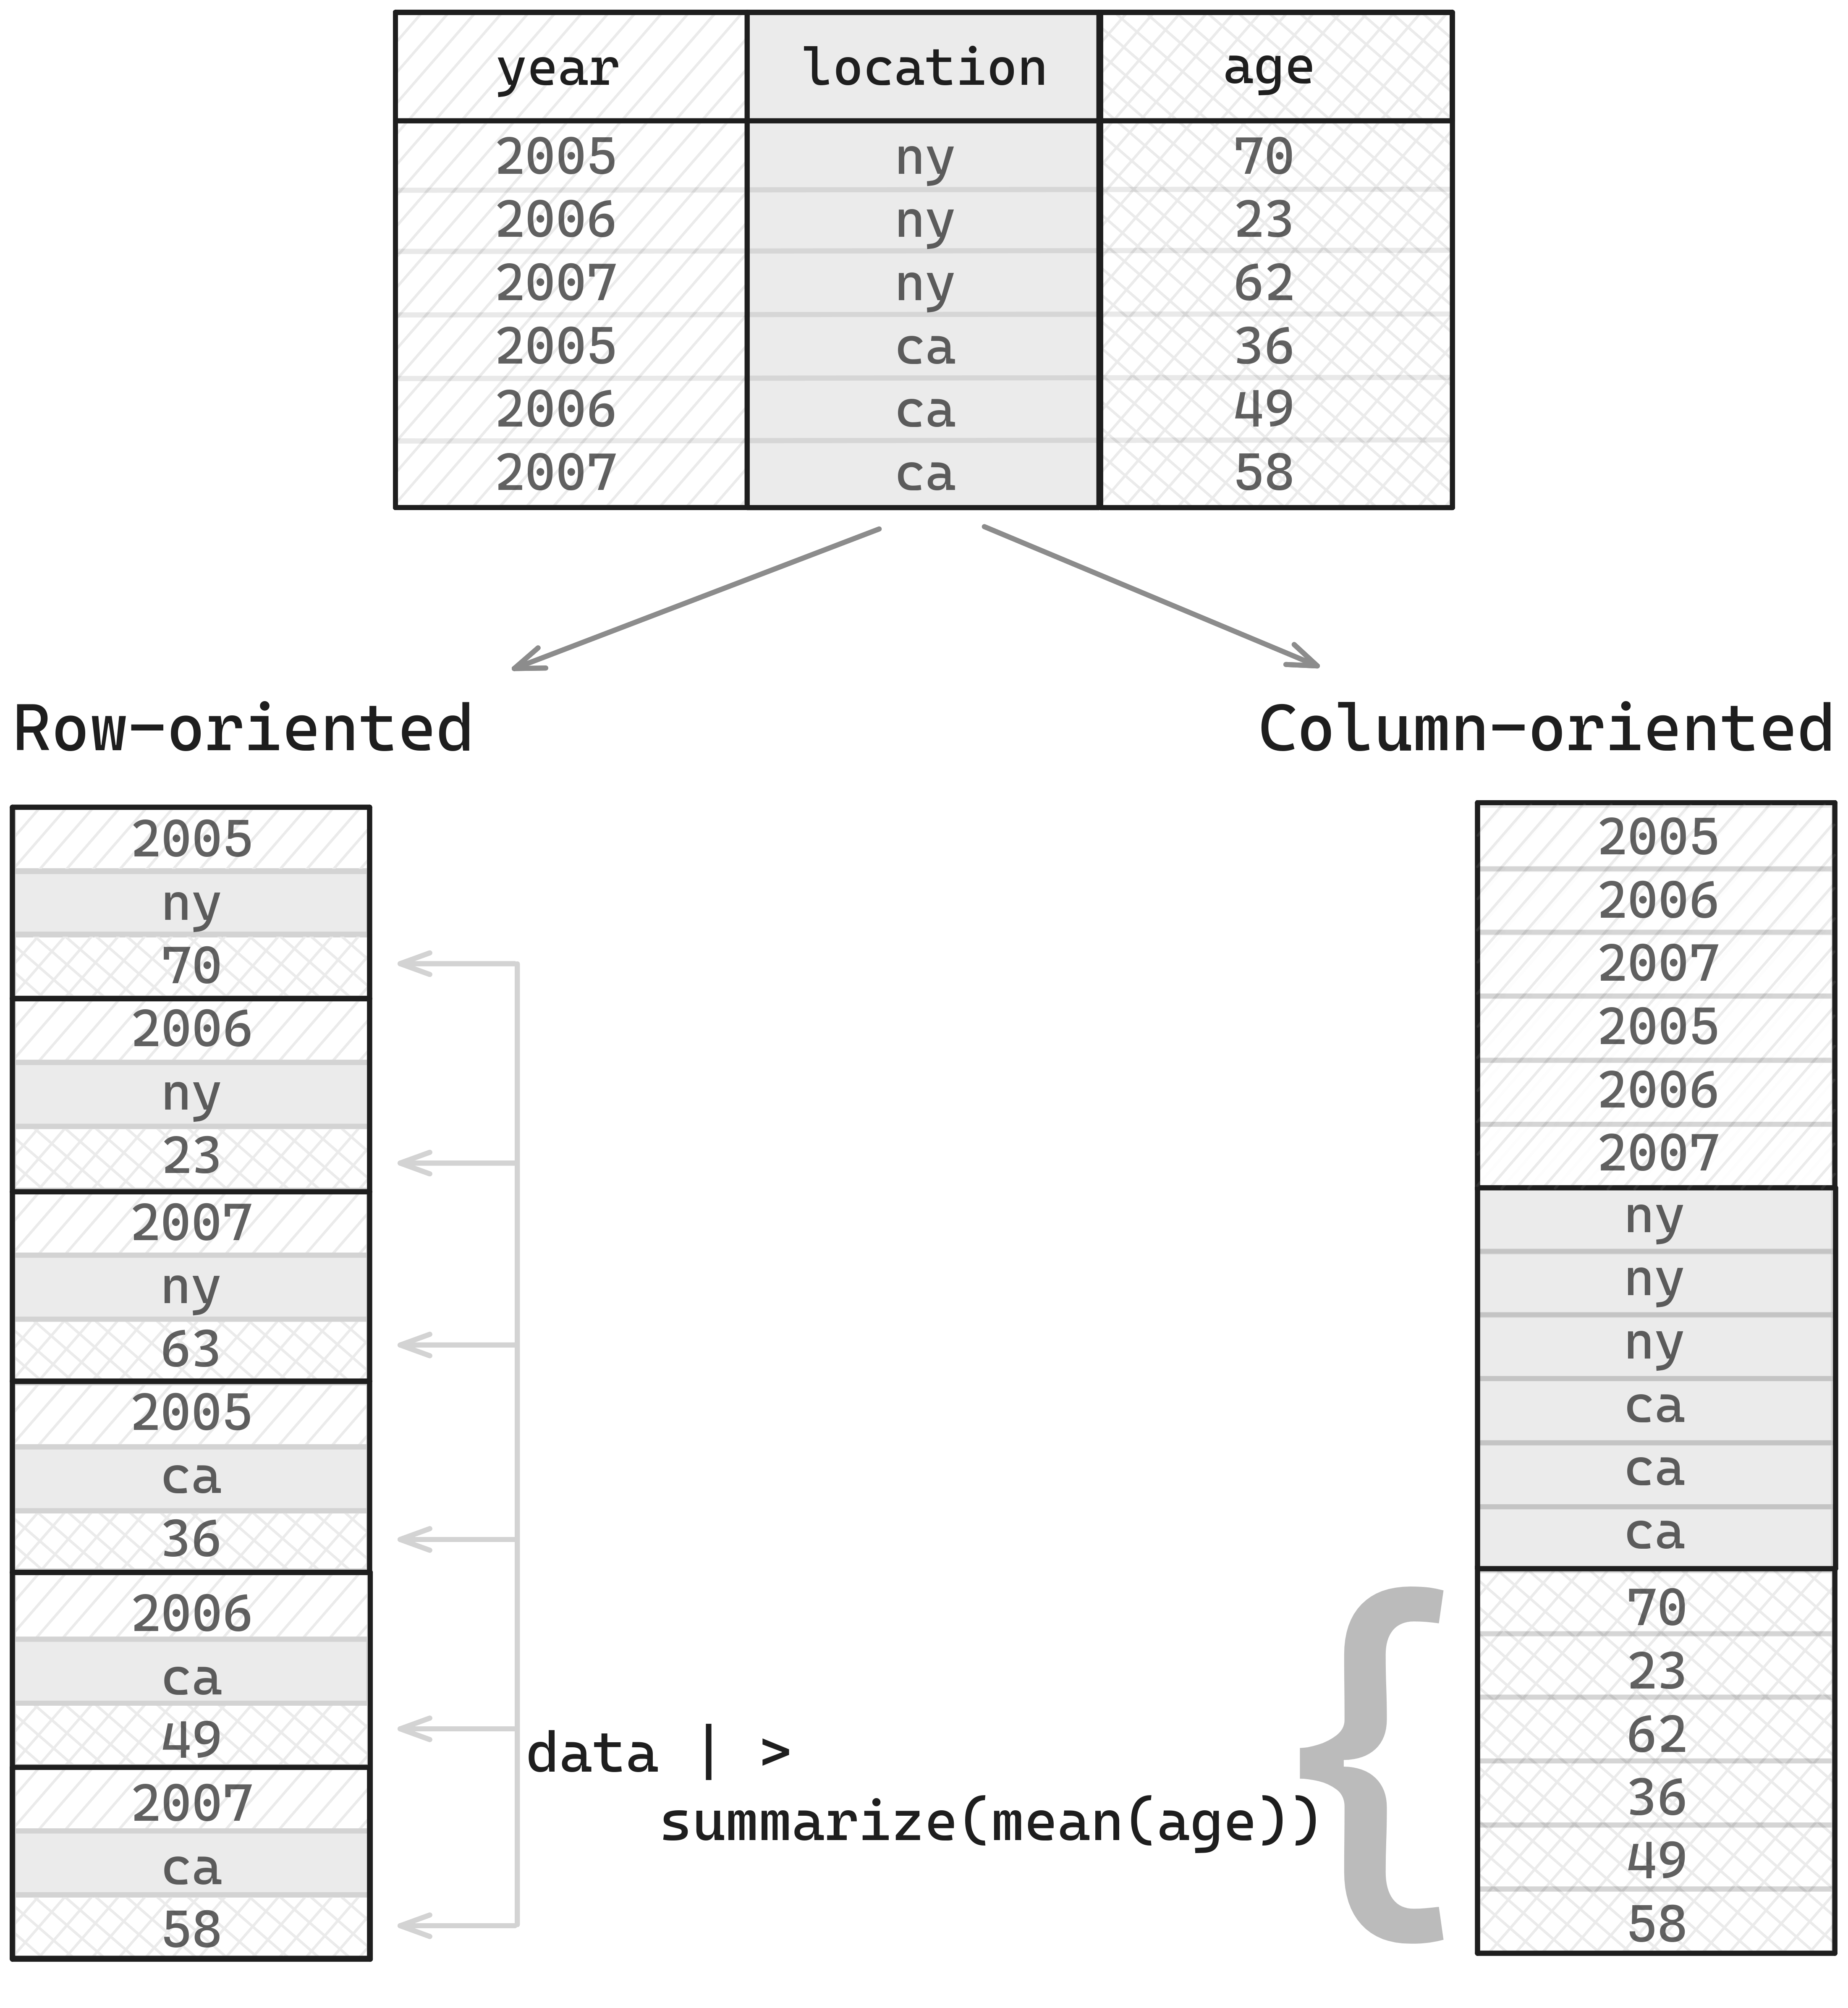 year location age
2005 ny 70
2006 ny 23
2007 ny 62
2005 ca 36
2006 ca 49
2007 ca 58
Row-oriented
2005
ny
70
2006
ny
23
2007
ny
63
2005
ca
36
2006
ca
49
2007
ca
58
data | >
summarize(mean(age))
Column-oriented
2005
2006
2007
2005
2006
2007
ny
ny
ny
ca
ca
ca
70
23
62
36
49
58